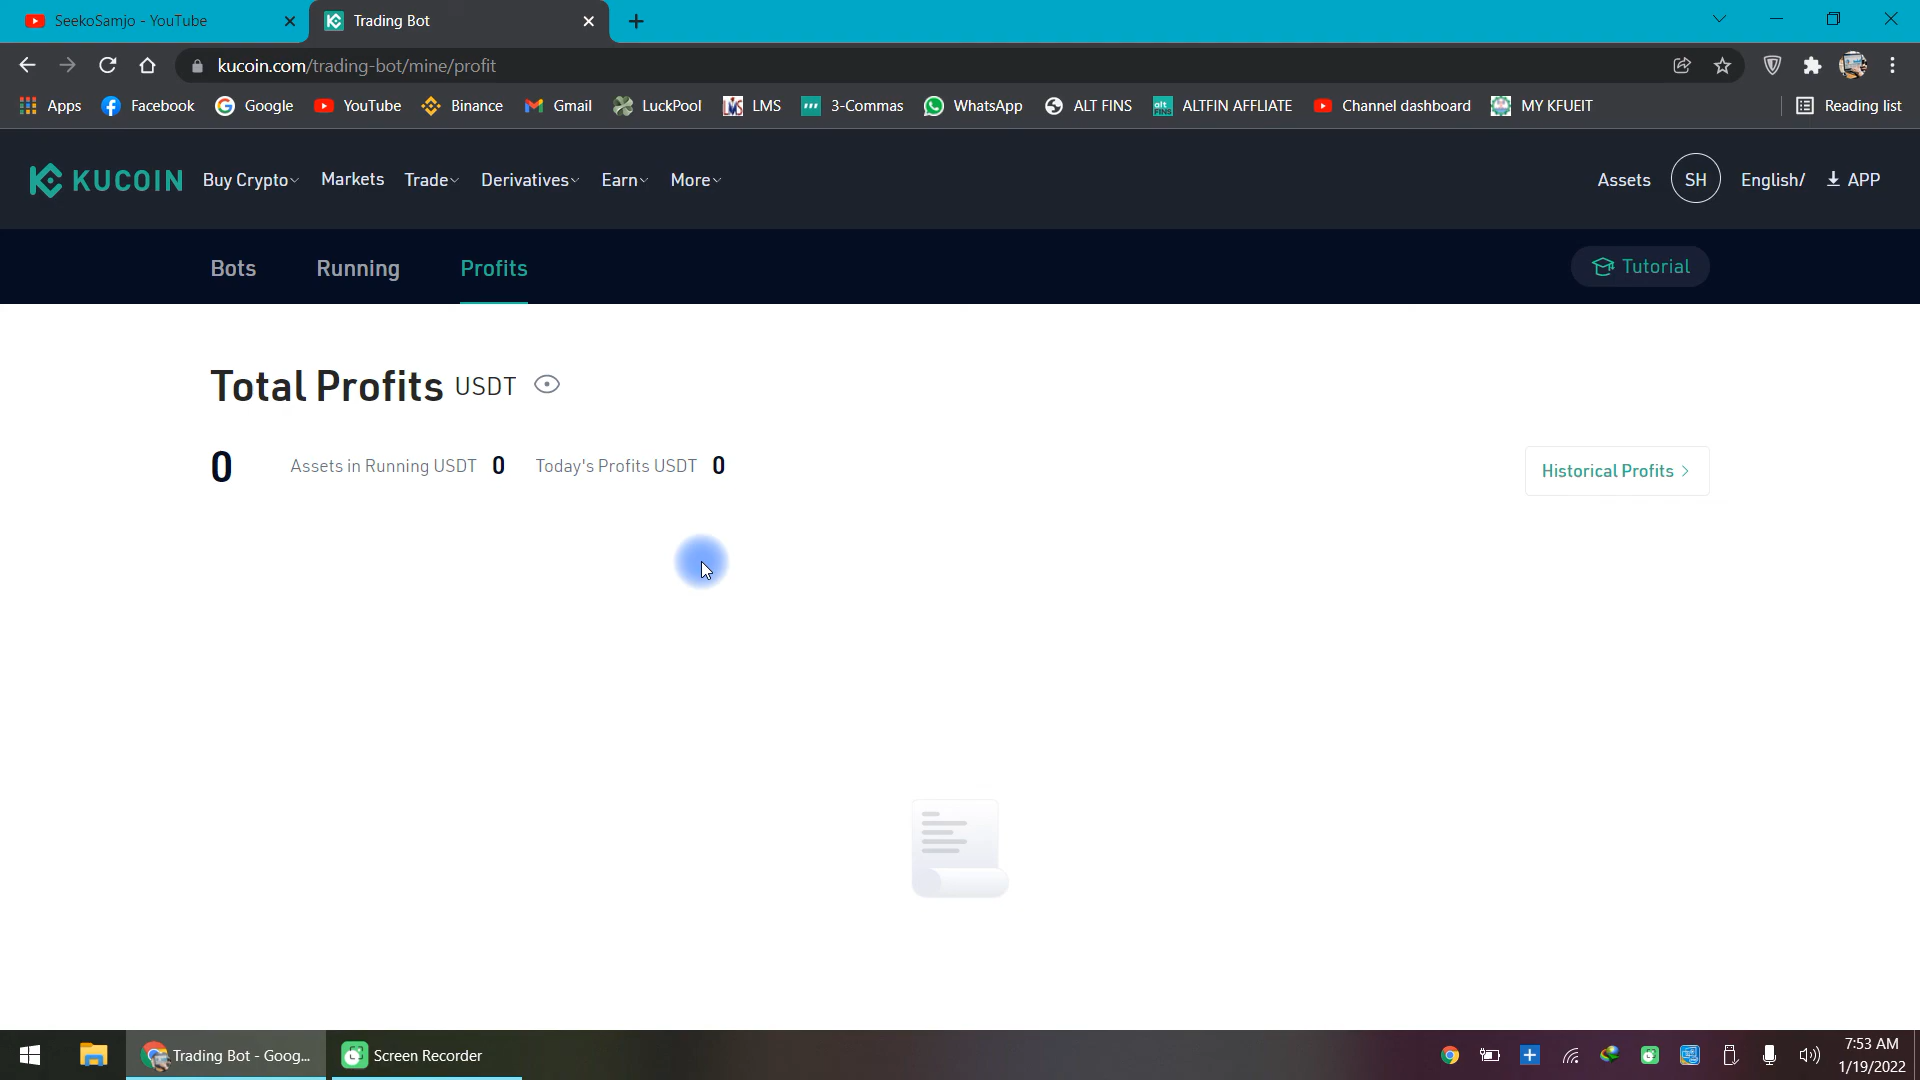 SeekoSamjo - YouTube
Trading Bot
kucoin.com/trading-bot/mine/profit
Apps Facebook Google YouTube Binance Gmail LuckPool LMS 3-Commas WhatsApp ALT FINS ALTFIN AFFLIATE Channel dashboard MY KFUEIT Reading list
KUCOIN Buy Crypto Markets Trade Derivatives Earn More Assets SH English/ APP
Bots Running Profits Tutorial
Total Profits USDT
0 Assets in Running USDT 0 Today's Profits USDT 0 Historical Profits
Trading Bot - Goog... Screen Recorder
7:53 AM
1/19/2022